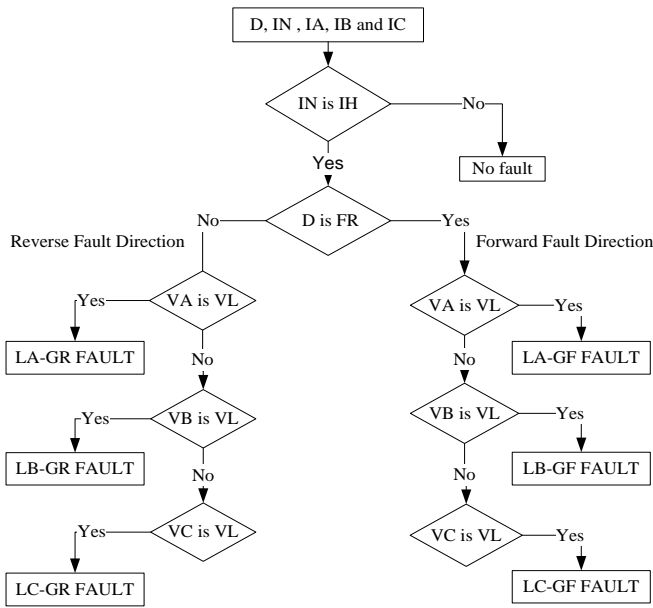 D, IN , IA, IB and IC
IN is IH
No
No fault
Yes
D is FR
No
Yes
Reverse Fault Direction
Forward Fault Direction
VA is VL
Yes
LA-GR FAULT
No
VB is VL
Yes
LB-GR FAULT
No
VC is VL
Yes
LC-GR FAULT
VA is VL
Yes
LA-GF FAULT
No
VB is VL
Yes
LB-GF FAULT
No
VC is VL
Yes
LC-GF FAULT